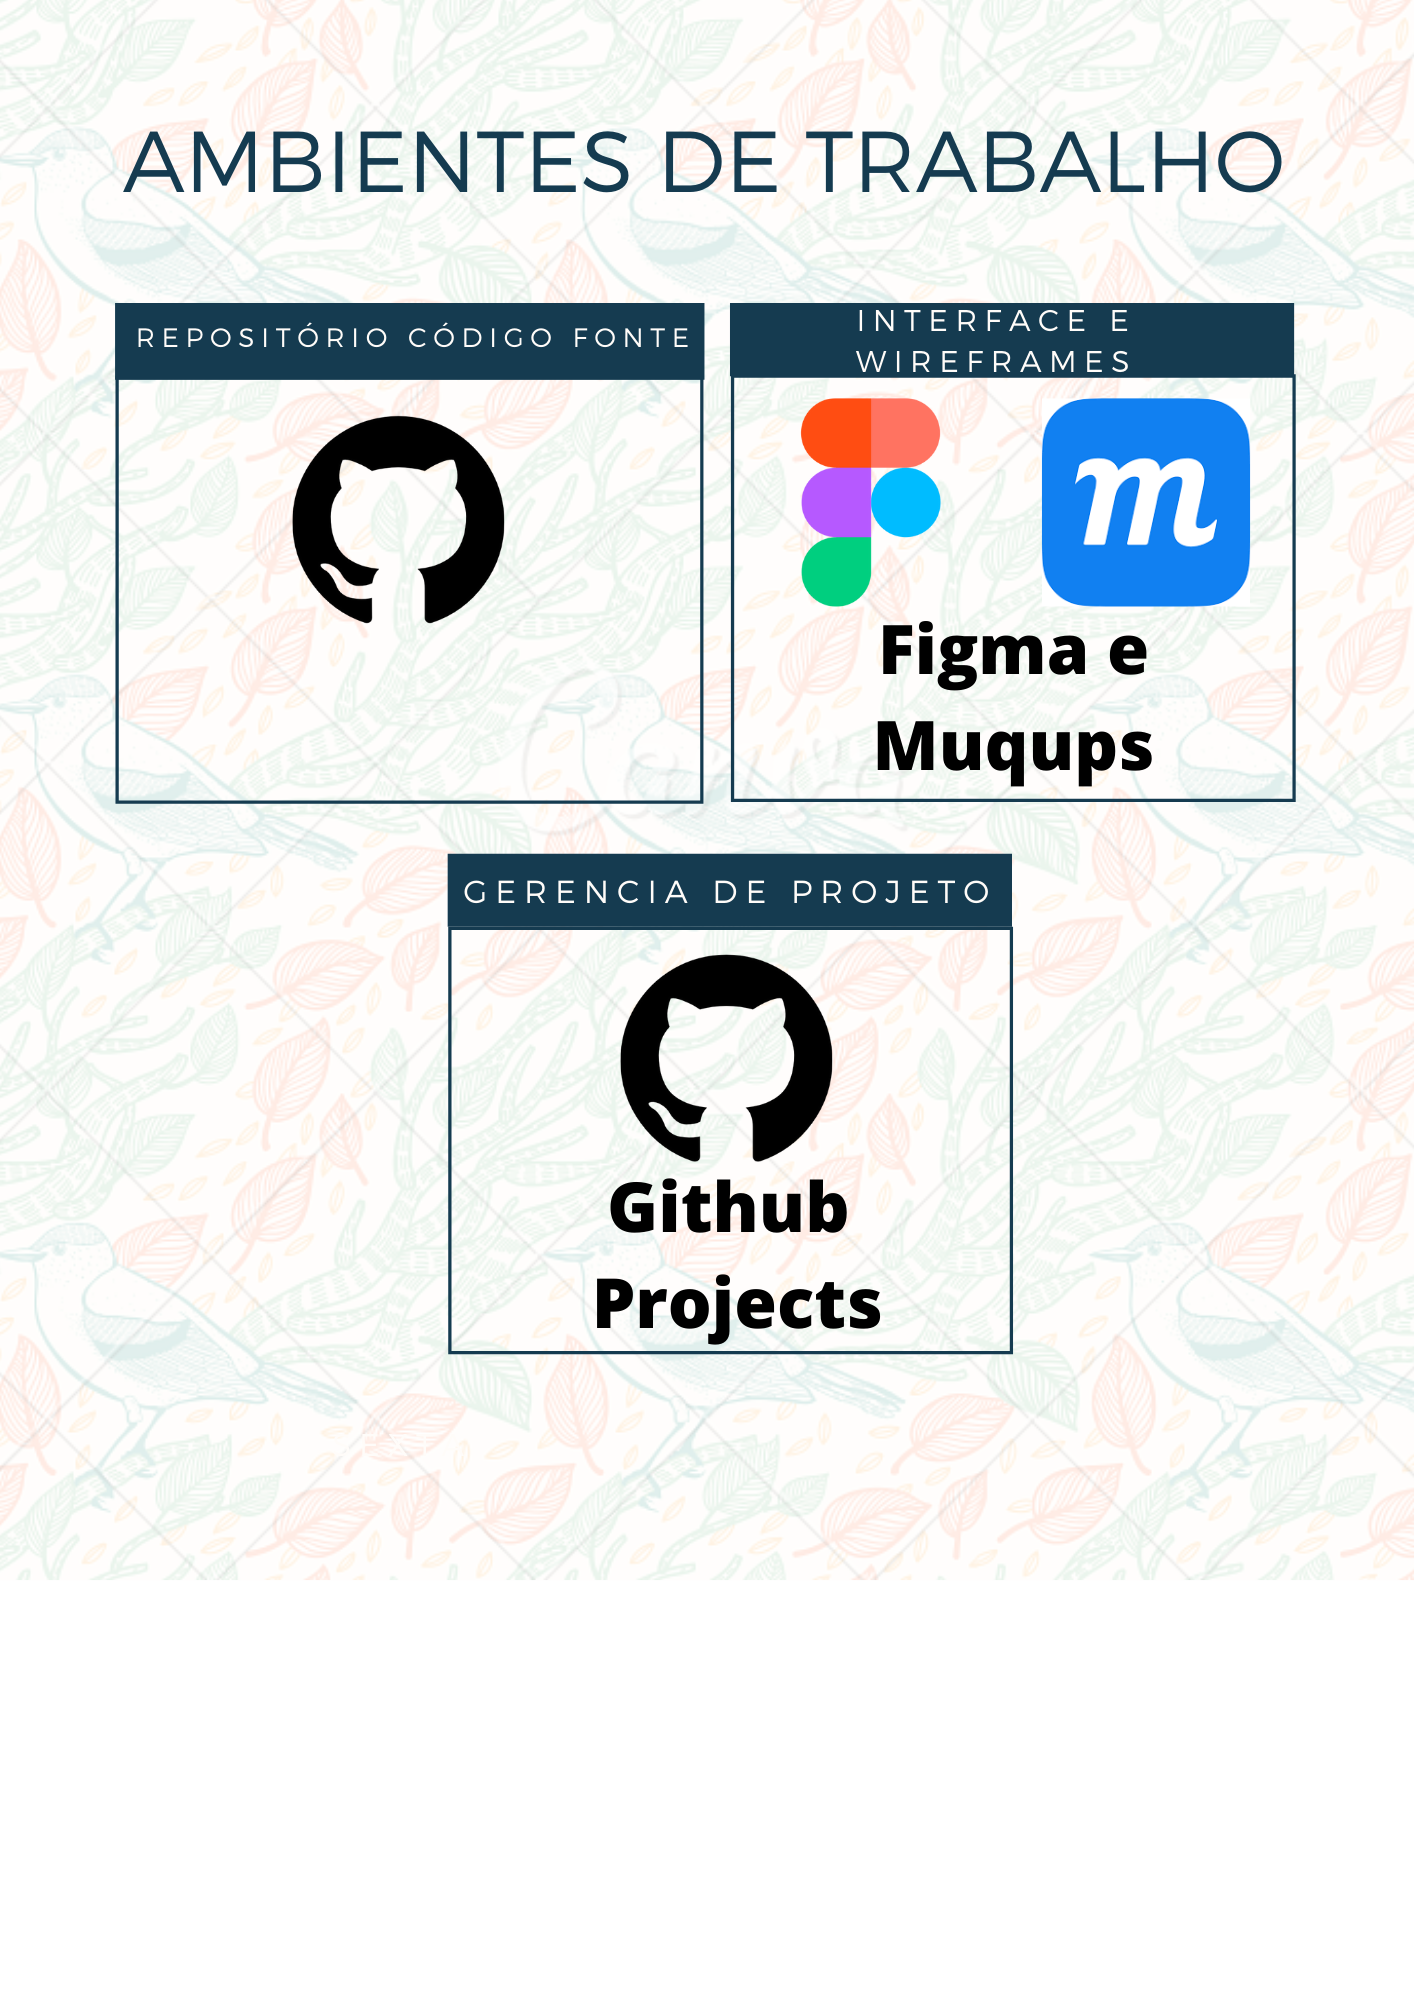 AMBIENTES DE TRABALHO
REPOSITÓRIO CÓDIGO FONTE
INTERFACE E
WIREFRAMES
m
Figma e
Muqups
GERENCIA DE PROJETO
Github
Projects